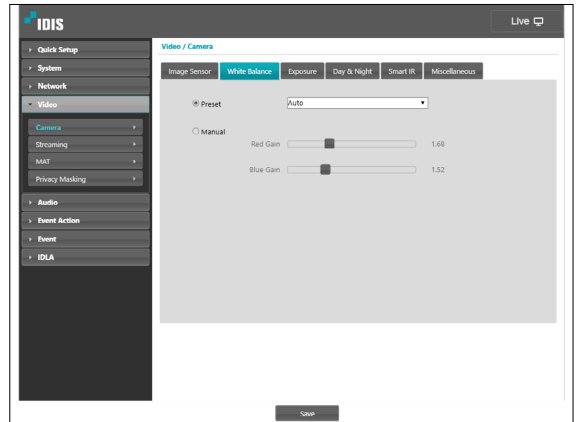 IDIS
Live
Quick Setup
System
Network
Video
Camera
Streaming
MAT
Privacy Masking
Audio
Event Action
Event
IDLA
Video / Camera
Image Sensor White Balance Exposure Day & Night Smart IR Miscellaneous
Preset Auto
Manual
Red Gain 1.68
Blue Gain 1.52
Save